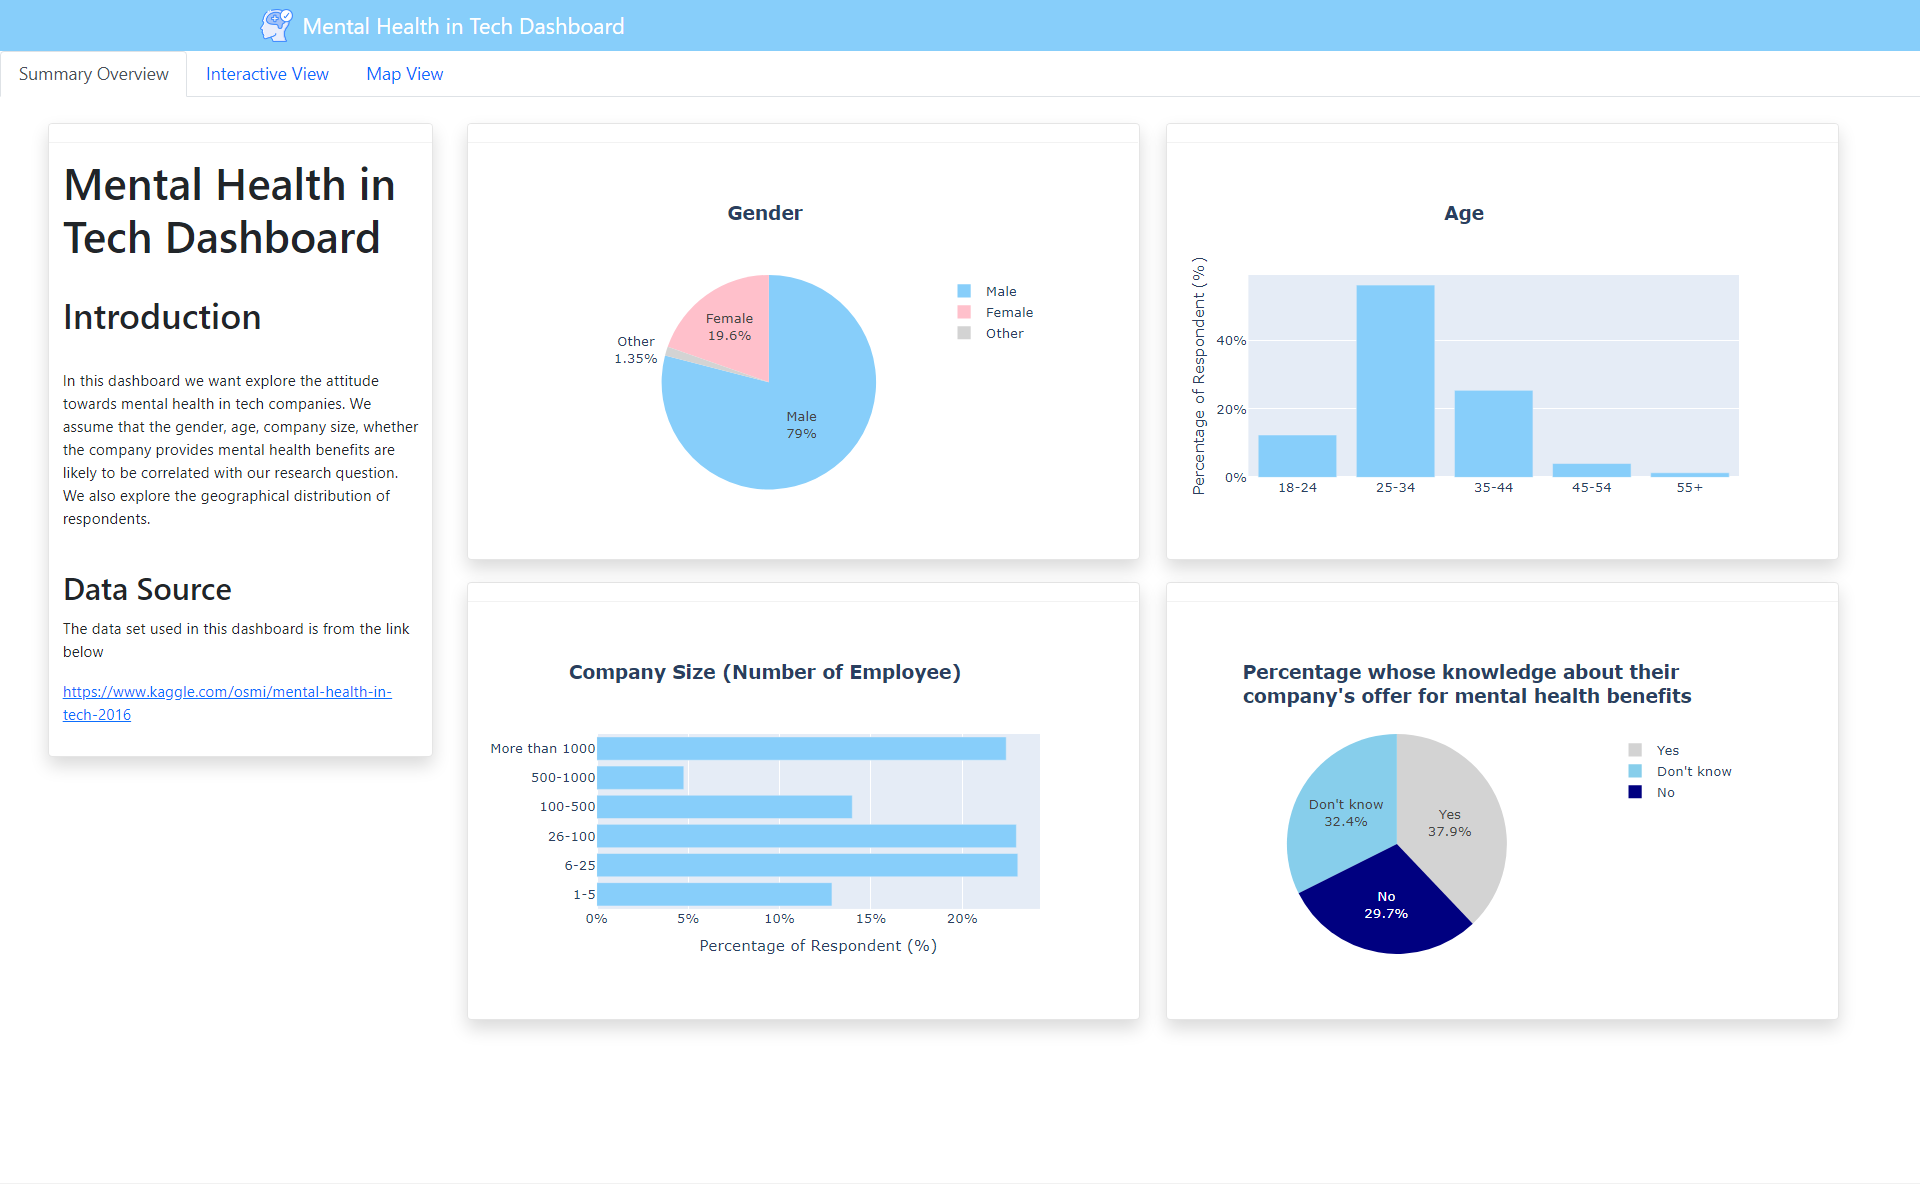 Mental Health in Tech Dashboard
Summary Overview
Interactive View
Map View
Mental Health in
Tech Dashboard
Introduction
In this dashboard we want explore the attitude
towards mental health in tech companies. We
assume that the gender, age, company size, whether
the company provides mental health benefits are
likely to be correlated with our research question.
We also explore the geographical distribution of
respondents.
Data Source
The data set used in this dashboard is from the link
below
https://www.kaggle.com/osmi/mental-health-in-
tech-2016
Gender
Female
19.6%
Other
1.35%
Male
79%
Male
Female
Other
Age
Percentage of Respondent (%)
40%
20%
0%
18-24
25-34
35-44
45-54
55+
Company Size (Number of Employee)
More than 1000
500-1000
100-500
26-100
6-25
1-5
0%
5%
10%
15%
20%
Percentage of Respondent (%)
Percentage whose knowledge about their
company's offer for mental health benefits
Don't know
32.4%
Yes
37.9%
No
29.7%
Yes
Don't know
No